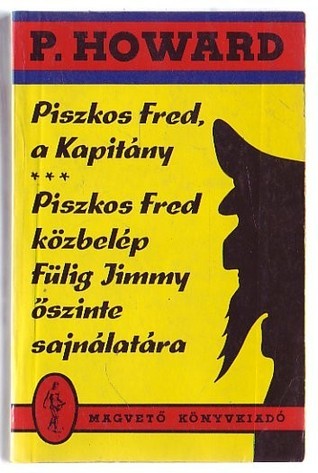 P. HOWARD
Piszkos Fred,
a Kapitány
***
Piszkos Fred
közbelép
Fülig Jimmy
őszinte
sajnálatára
MAGVETŐ KÖNYVKIADÓ